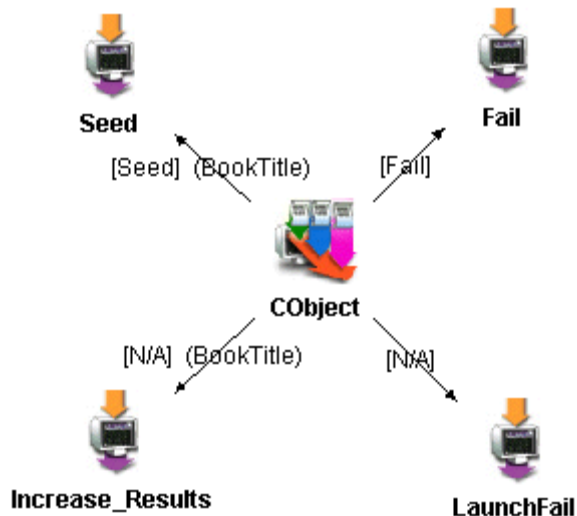 Seed
Fail
[Seed] (BookTitle)
[Fail]
CObject
[N/A] (BookTitle)
[N/A]
Increase_Results
LaunchFail